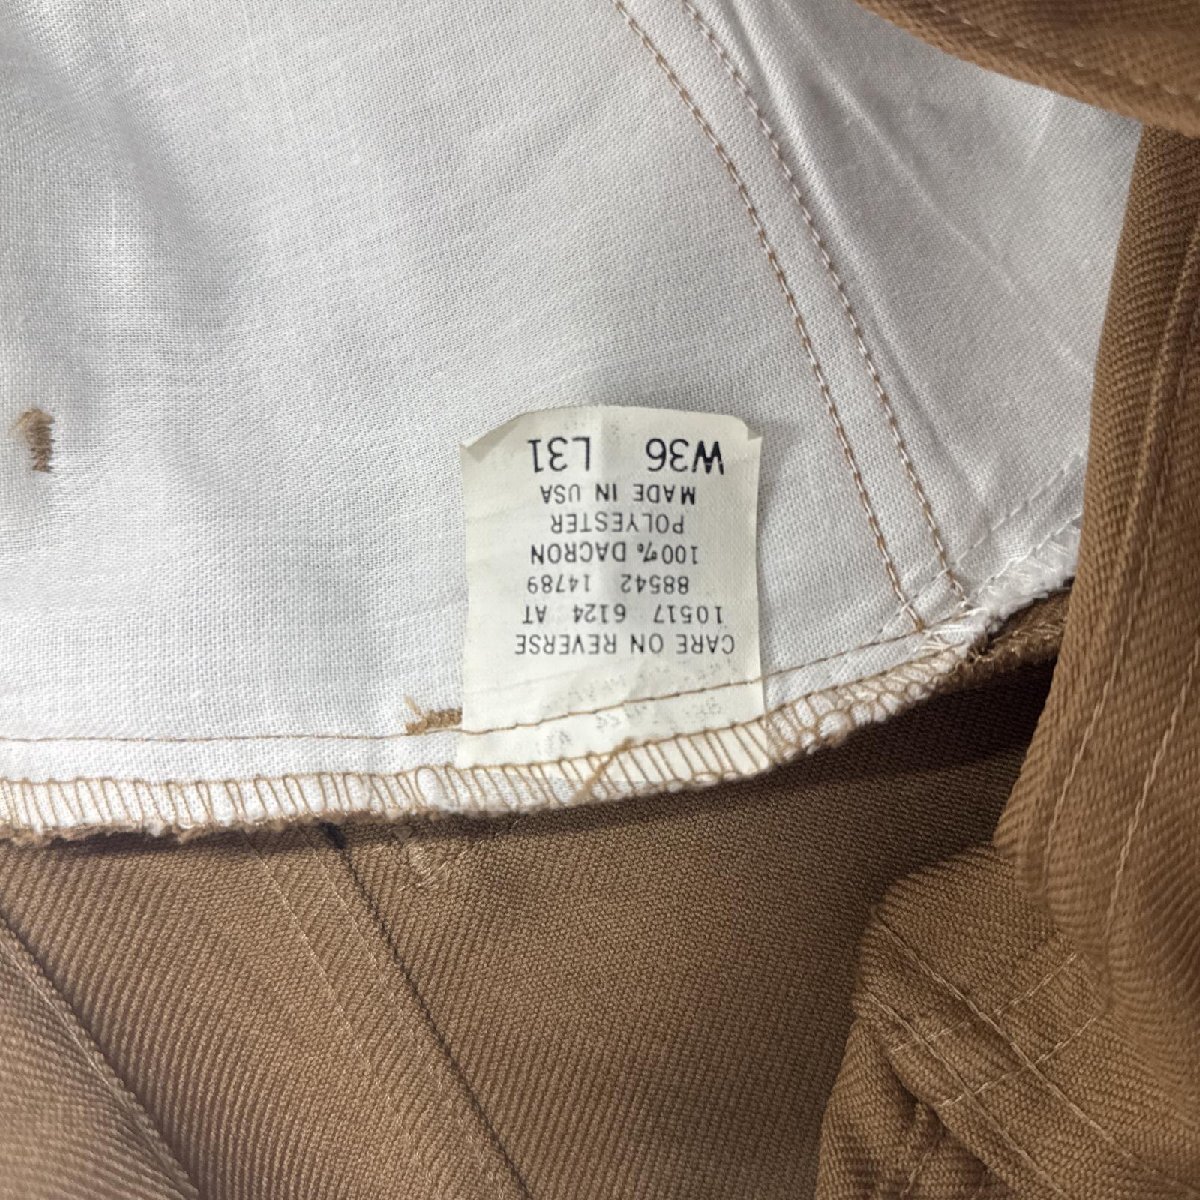 CARE ON REVERSE
10517 6124 AT
88542 14789
100% DACRON
POLYESTER
MADE IN USA
W36 L31